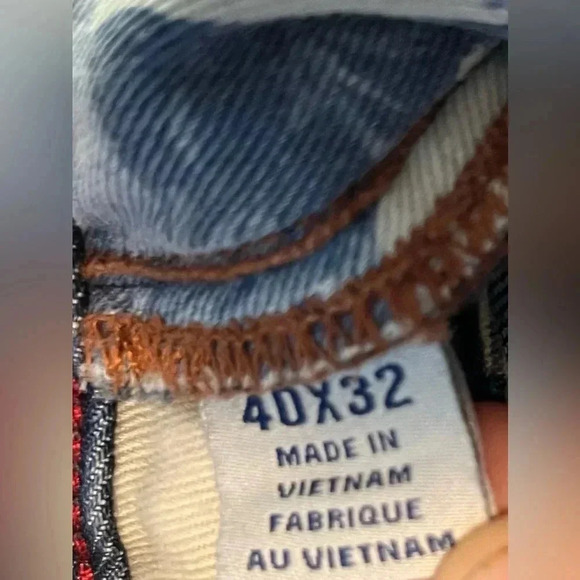 40X32
MADE IN
VIETNAM
FABRIQUE
AU VIETNAM